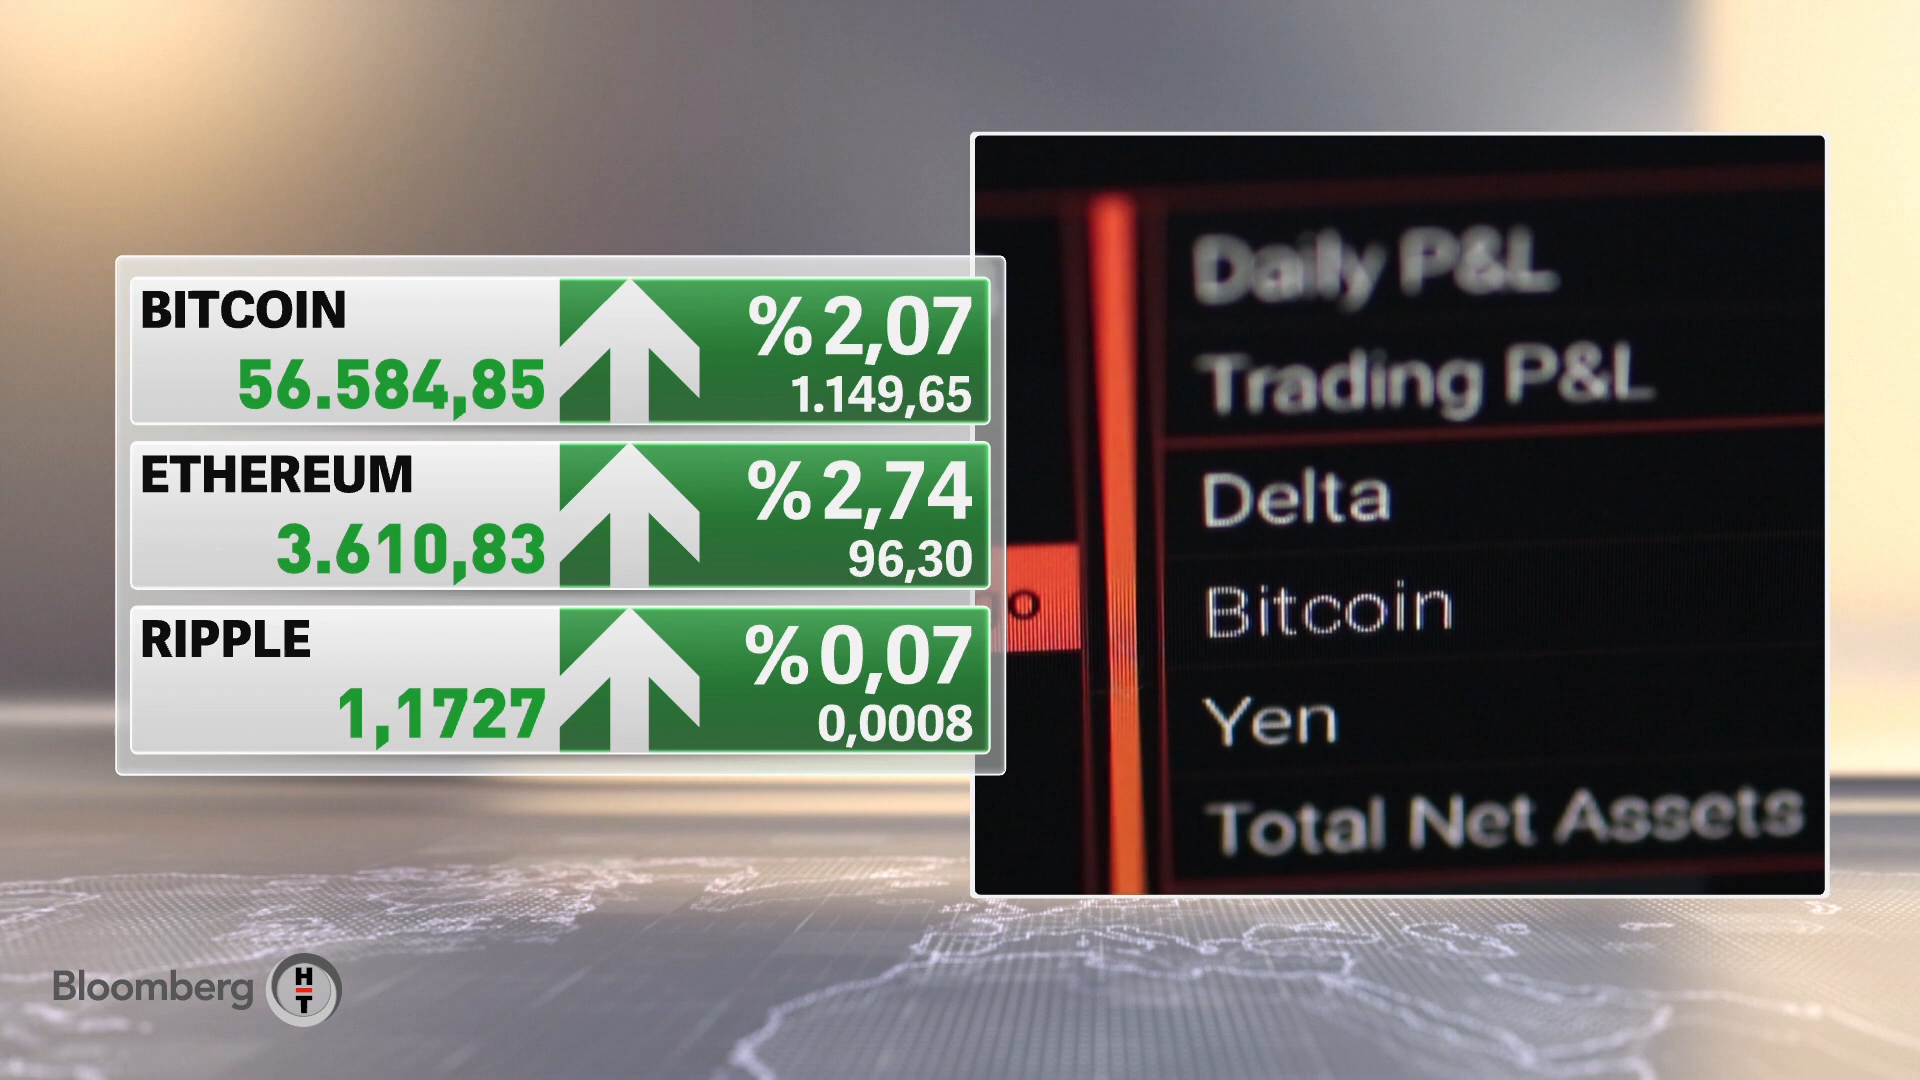 BITCOIN
56.584,85
%2,07
1.149,65
ETHEREUM
3.610,83
%2,74
96,30
RIPPLE
1,1727
%0,07
0,0008
Daily P&L
Trading P&L
Delta
Bitcoin
Yen
Total Net Assets
o
Bloomberg HT